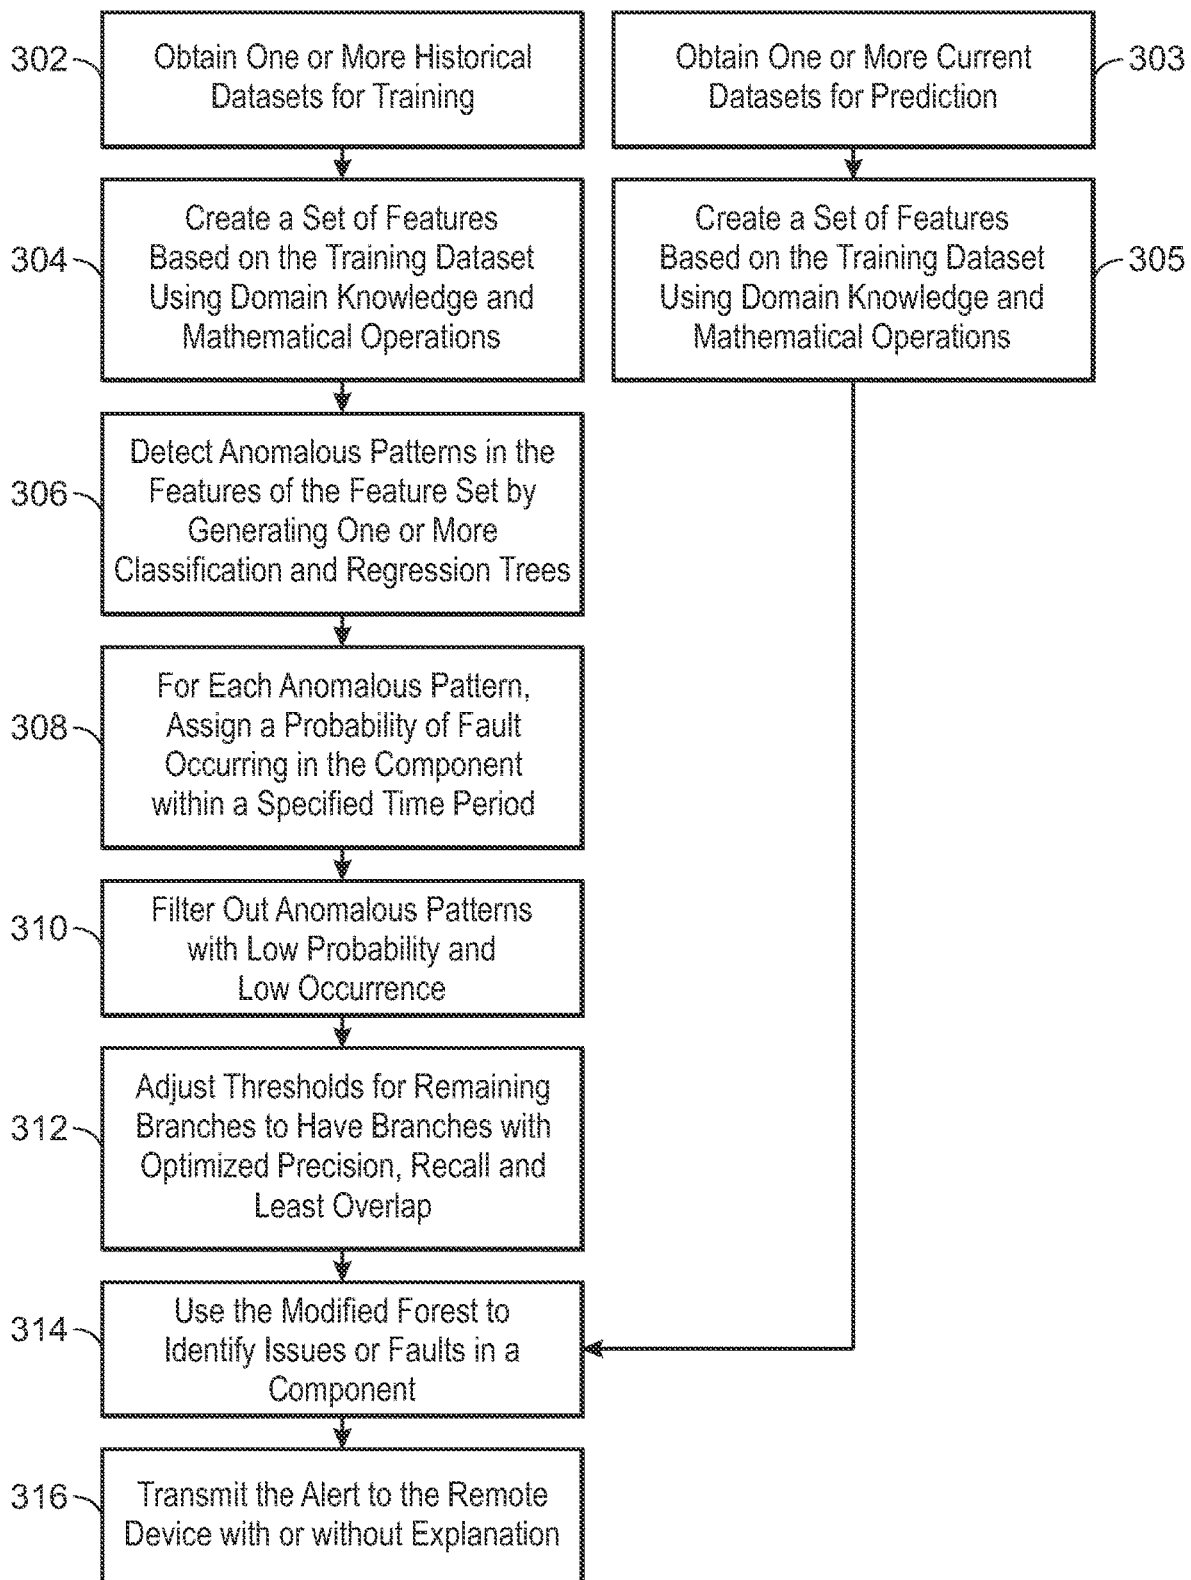 302
Obtain One or More Historical
Datasets for Training
Obtain One or More Current
Datasets for Prediction
303
304
Create a Set of Features
Based on the Training Dataset
Using Domain Knowledge and
Mathematical Operations
Create a Set of Features
Based on the Training Dataset
Using Domain Knowledge and
Mathematical Operations
305
306
Detect Anomalous Patterns in the
Features of the Feature Set by
Generating One or More
Classification and Regression Trees
308
For Each Anomalous Pattern,
Assign a Probability of Fault
Occurring in the Component
within a Specified Time Period
310
Filter Out Anomalous Patterns
with Low Probability and
Low Occurrence
312
Adjust Thresholds for Remaining
Branches to Have Branches with
Optimized Precision, Recall and
Least Overlap
314
Use the Modified Forest to
Identify Issues or Faults in a
Component
316
Transmit the Alert to the Remote
Device with or without Explanation